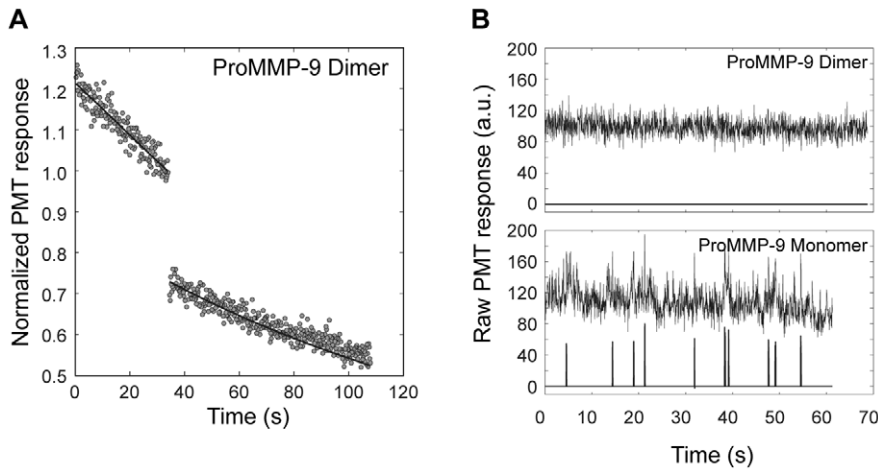 A
ProMMP-9 Dimer
Normalized PMT response
1.3
1.2
1.1
1.0
0.9
0.8
0.7
0.6
0.5
0 20 40 60 80 100 120
Time (s)
B
ProMMP-9 Dimer
Raw PMT response (a.u.)
200
160
120
80
40
0
ProMMP-9 Monomer
200
160
120
80
40
0
0 10 20 30 40 50 60 70
Time (s)